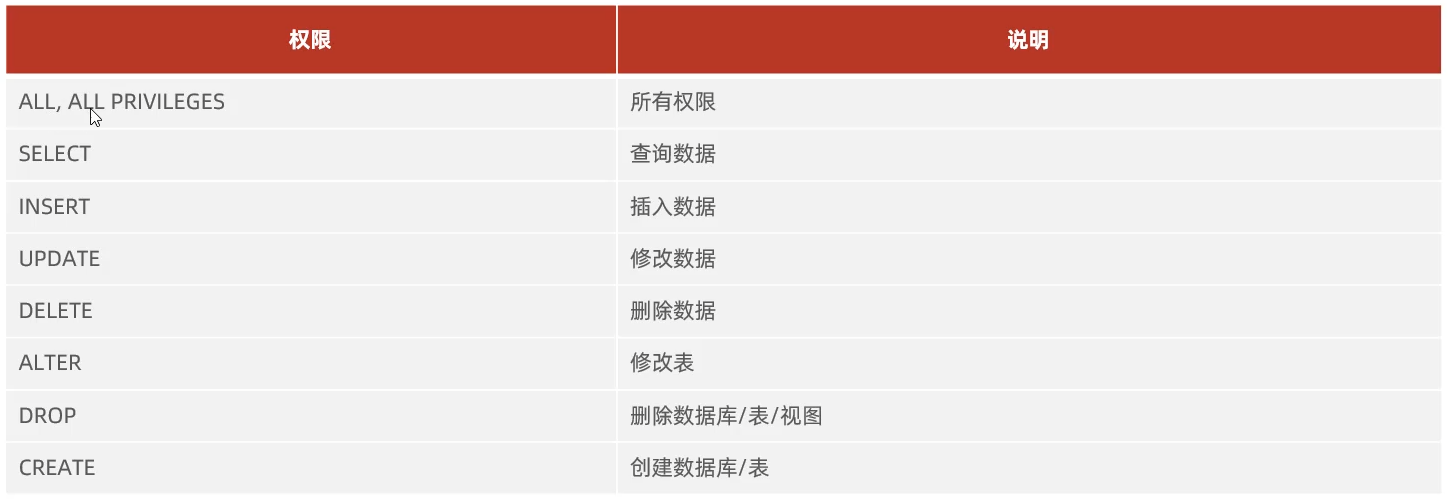 权限 说明
ALL, ALL PRIVILEGES 所有权限
SELECT 查询数据
INSERT 插入数据
UPDATE 修改数据
DELETE 删除数据
ALTER 修改表
DROP 删除数据库/表/视图
CREATE 创建数据库/表